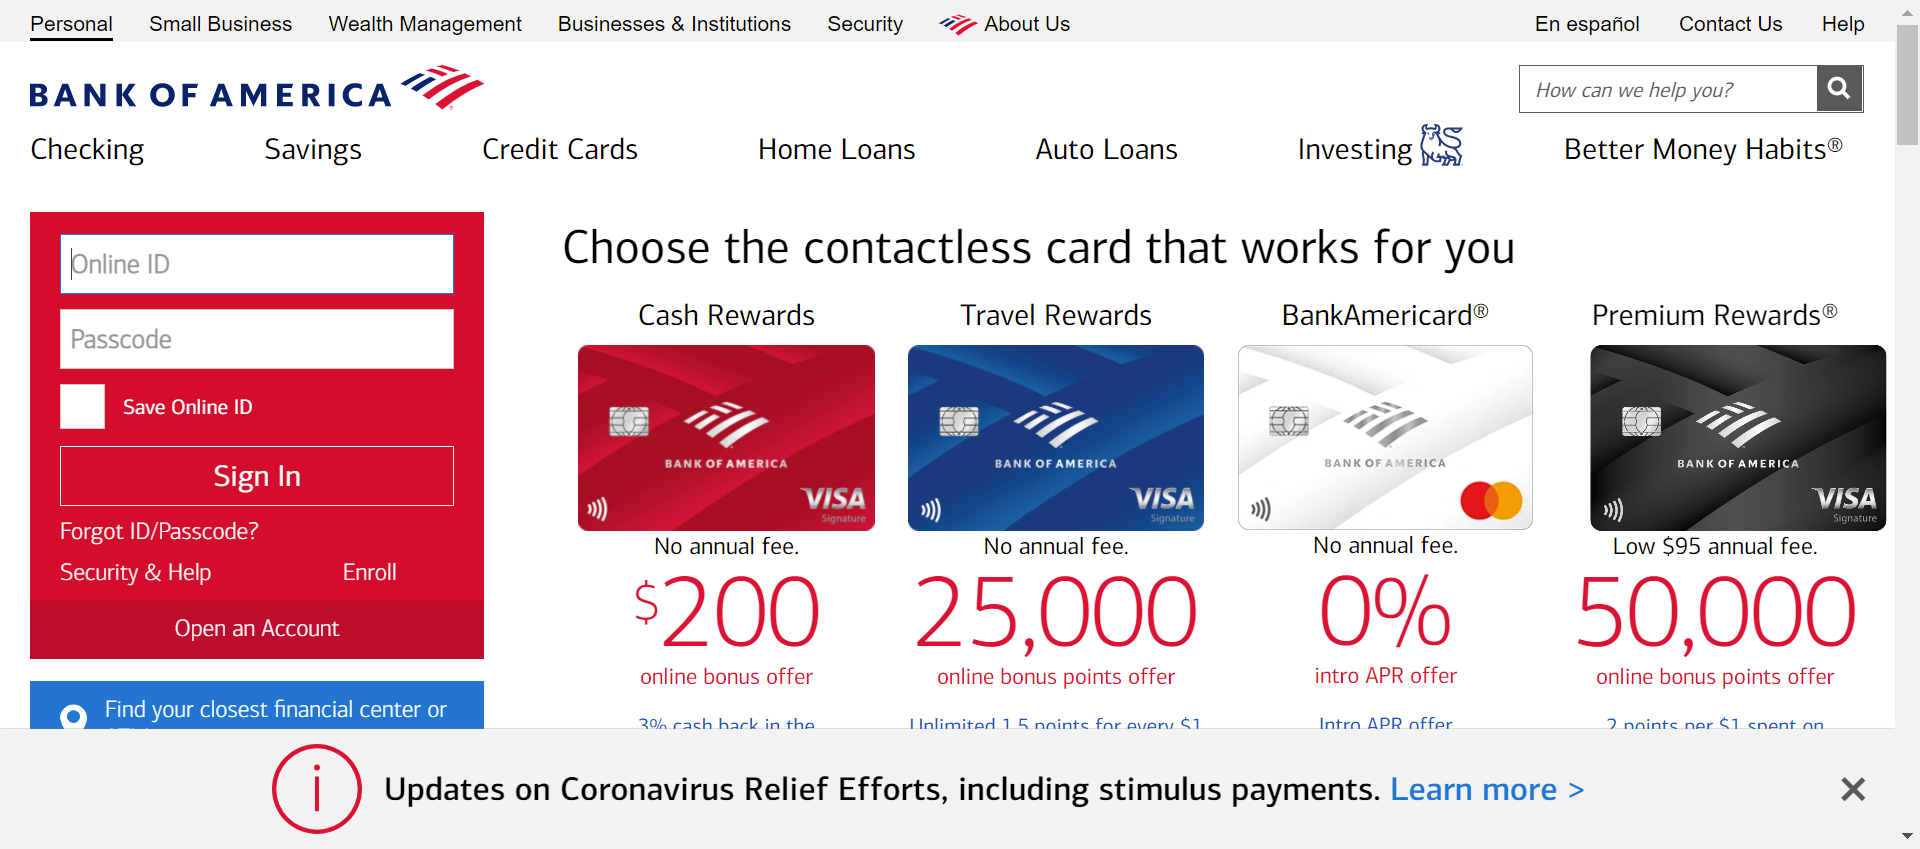 Personal Small Business Wealth Management Businesses & Institutions Security About Us En español Contact Us Help
BANK OF AMERICA
How can we help you?
Checking Savings Credit Cards Home Loans Auto Loans Investing Better Money Habits®
Online ID
Passcode
Save Online ID
Sign In
Forgot ID/Passcode?
Security & Help Enroll
Open an Account
Find your closest financial center or
Choose the contactless card that works for you
Cash Rewards Travel Rewards BankAmericard® Premium Rewards®
BANK OF AMERICA BANK OF AMERICA BANK OF AMERICA BANK OF AMERICA
VISA VISA VISA
Signature Signature Signature
No annual fee. No annual fee. No annual fee. Low $95 annual fee.
$200 25,000 0% 50,000
online bonus offer online bonus points offer intro APR offer online bonus points offer
3% cash back in the Unlimited 1.5 points for every $1 Intro APR offer 2 points per $1 spent on
Updates on Coronavirus Relief Efforts, including stimulus payments. Learn more >